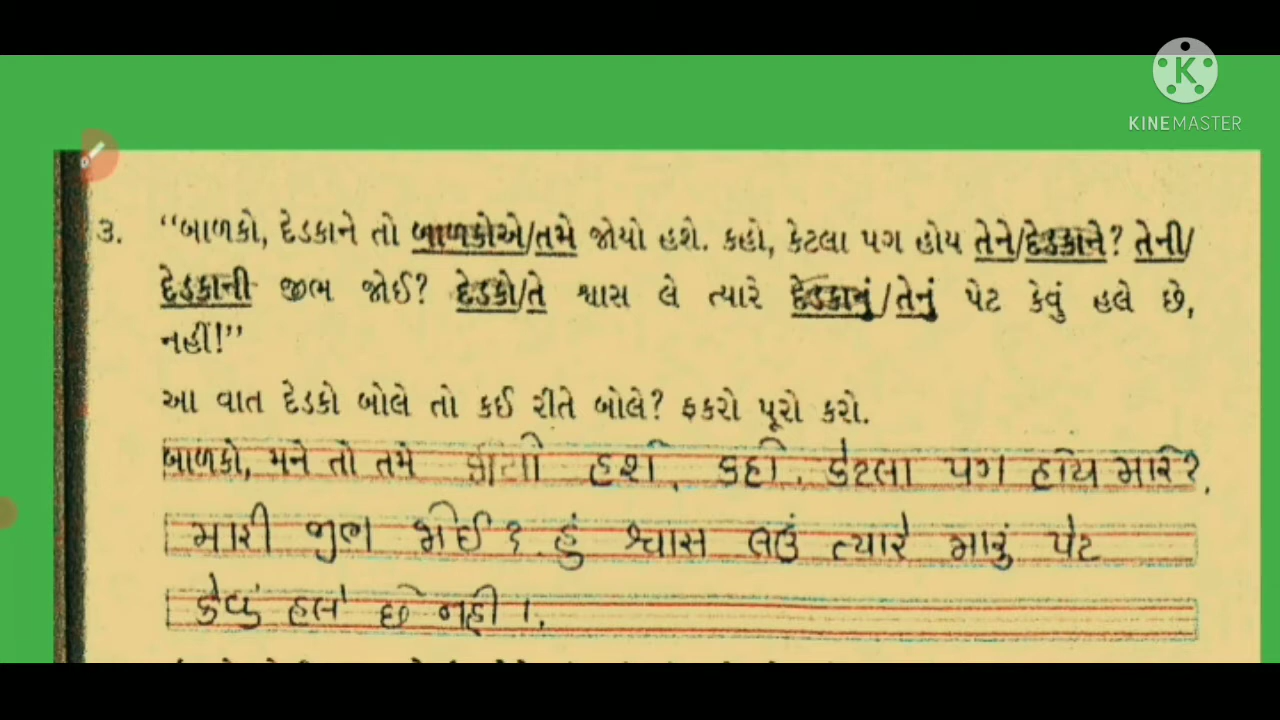 KINEMASTER
૩. “બાળકો, દેડકાને તો બાળકોએ/તમે જોયો હશે. કહો, કેટલા પગ હોય તેને/દેડકાને? તેની/
દેડકાની જીભ જોઈ? દેડકો/તે શ્વાસ લે ત્યારે દેડકાનું/તેનું પેટ કેવું હલે છે,
નહીં!”
આ વાત દેડકો બોલે તો કઈ રીતે બોલે? ફકરો પૂરો કરો.
બાળકો, મને તો તમે હશે. કહો. કેટલા પગ હોય મારે?
મારી જીભ જોઈ? હું શ્વાસ લઉં ત્યારે મારું પેટ
કેવું હલે છે નહી!.